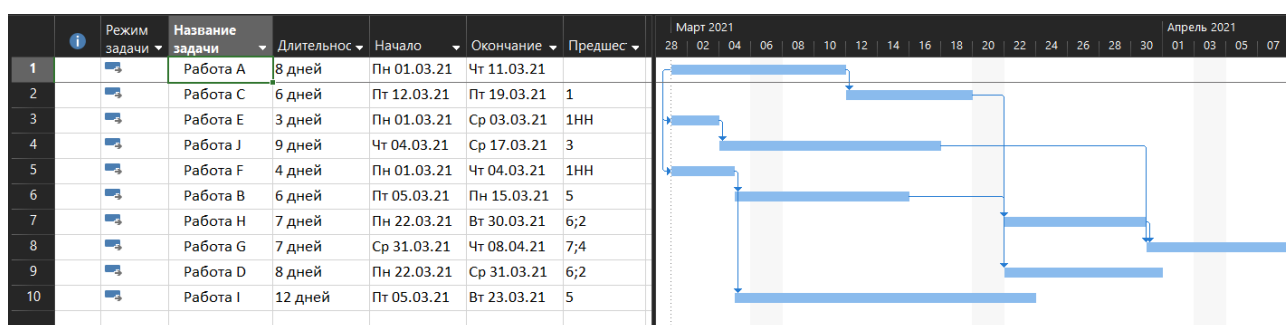 Режим задачи Название задачи Длительнос Начало Окончание Предшес
Март 2021 Апрель 2021
28 02 04 06 08 10 12 14 16 18 20 22 24 26 28 30 01 03 05 07
1 Работа A 8 дней Пн 01.03.21 Чт 11.03.21
2 Работа C 6 дней Пт 12.03.21 Пт 19.03.21 1
3 Работа E 3 дней Пн 01.03.21 Ср 03.03.21 1НН
4 Работа J 9 дней Чт 04.03.21 Ср 17.03.21 3
5 Работа F 4 дней Пн 01.03.21 Чт 04.03.21 1НН
6 Работа B 6 дней Пт 05.03.21 Пн 15.03.21 5
7 Работа H 7 дней Пн 22.03.21 Вт 30.03.21 6;2
8 Работа G 7 дней Ср 31.03.21 Чт 08.04.21 7;4
9 Работа D 8 дней Пн 22.03.21 Ср 31.03.21 6;2
10 Работа I 12 дней Пт 05.03.21 Вт 23.03.21 5